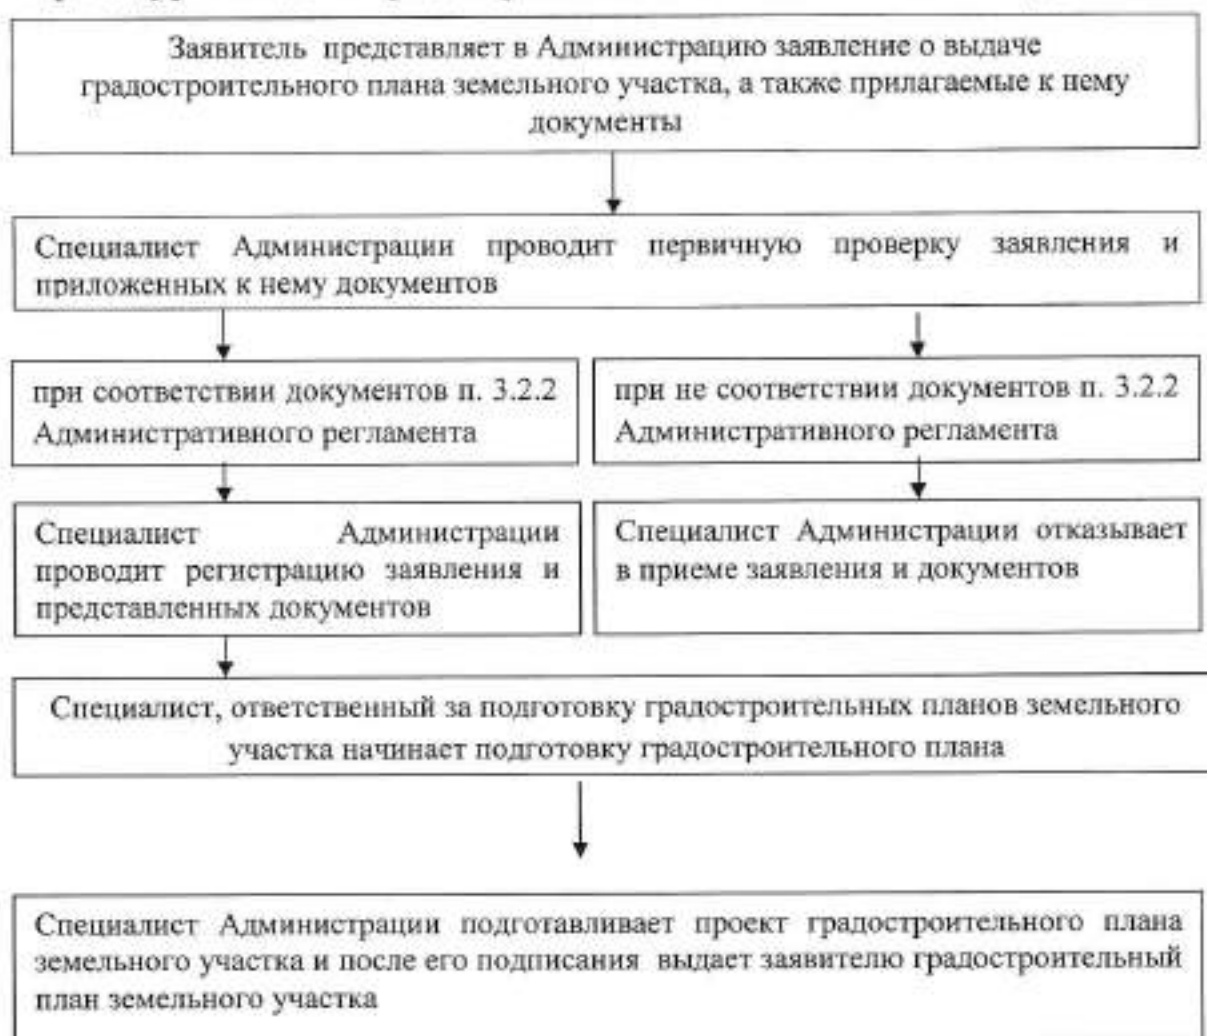 Заявитель представляет в Администрацию заявление о выдаче
градостроительного плана земельного участка, а также прилагаемые к нему
документы
Специалист Администрации проводит первичную проверку заявления и
приложенных к нему документов
при соответствии документов п. 3.2.2
Административного регламента
при не соответствии документов п. 3.2.2
Административного регламента
Специалист Администрации
проводит регистрацию заявления и
представленных документов
Специалист Администрации отказывает
в приеме заявления и документов
Специалист, ответственный за подготовку градостроительных планов земельного
участка начинает подготовку градостроительного плана
Специалист Администрации подготавливает проект градостроительного плана
земельного участка и после его подписания выдает заявителю градостроительный
план земельного участка